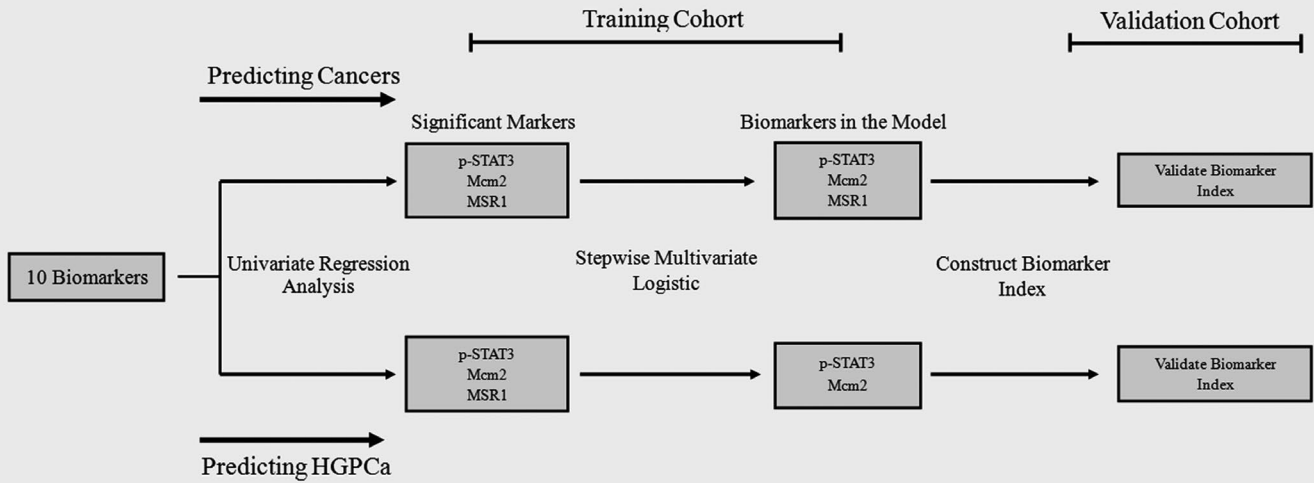 Training Cohort
Validation Cohort
Predicting Cancers
Significant Markers
Biomarkers in the Model
p-STAT3
Mcm2
MSR1
p-STAT3
Mcm2
MSR1
Validate Biomarker
Index
10 Biomarkers
Univariate Regression
Analysis
Stepwise Multivariate
Logistic
Construct Biomarker
Index
p-STAT3
Mcm2
MSR1
p-STAT3
Mcm2
Validate Biomarker
Index
Predicting HGPCa